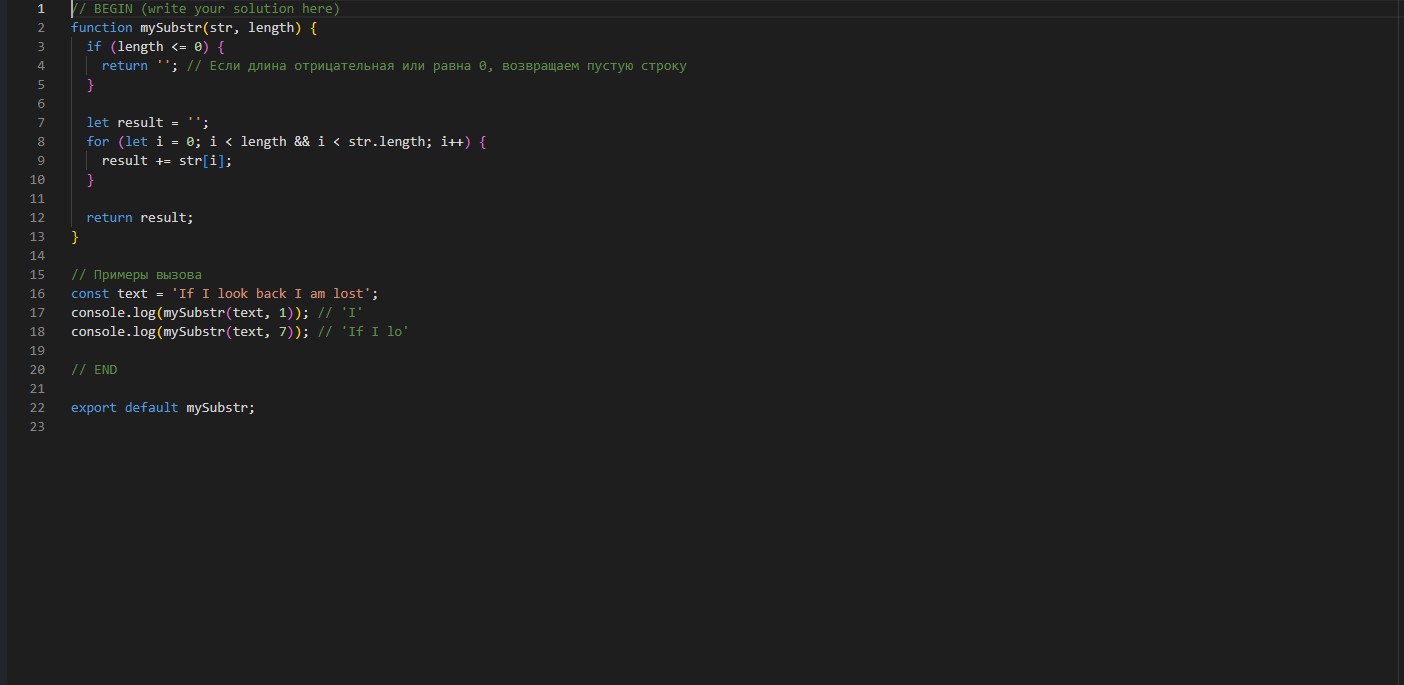 1 // BEGIN (write your solution here)
2 function mySubstr(str, length) {
3   if (length <= 0) {
4     return ''; // Если длина отрицательная или равна 0, возвращаем пустую строку
5   }
6
7   let result = '';
8   for (let i = 0; i < length && i < str.length; i++) {
9     result += str[i];
10   }
11
12   return result;
13 }
14
15 // Примеры вызова
16 const text = 'If I look back I am lost';
17 console.log(mySubstr(text, 1)); // 'I'
18 console.log(mySubstr(text, 7)); // 'If I lo'
19
20 // END
21
22 export default mySubstr;
23